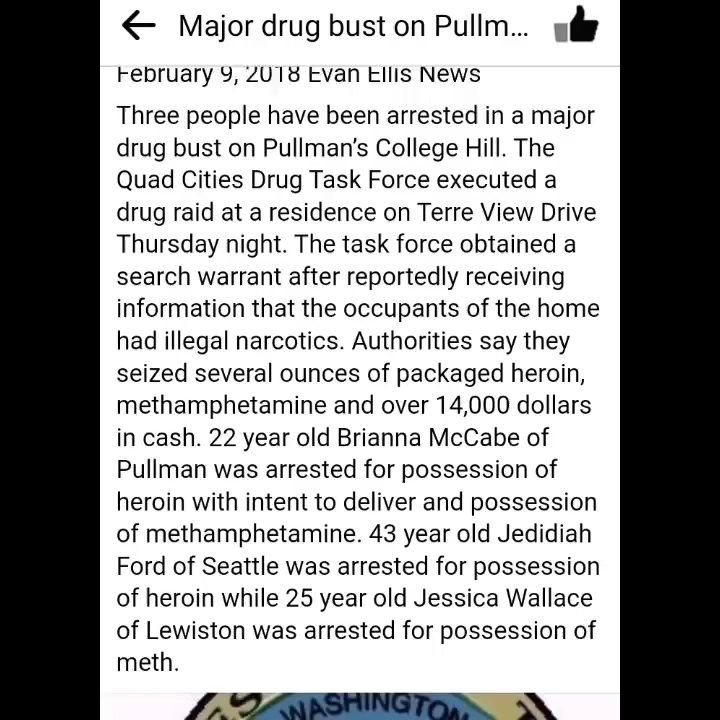 Major drug bust on Pullm...
February 9, 2018 Evan Ellis News
Three people have been arrested in a major
drug bust on Pullman’s College Hill. The
Quad Cities Drug Task Force executed a
drug raid at a residence on Terre View Drive
Thursday night. The task force obtained a
search warrant after reportedly receiving
information that the occupants of the home
had illegal narcotics. Authorities say they
seized several ounces of packaged heroin,
methamphetamine and over 14,000 dollars
in cash. 22 year old Brianna McCabe of
Pullman was arrested for possession of
heroin with intent to deliver and possession
of methamphetamine. 43 year old Jedidiah
Ford of Seattle was arrested for possession
of heroin while 25 year old Jessica Wallace
of Lewiston was arrested for possession of
meth.
WASHINGTON